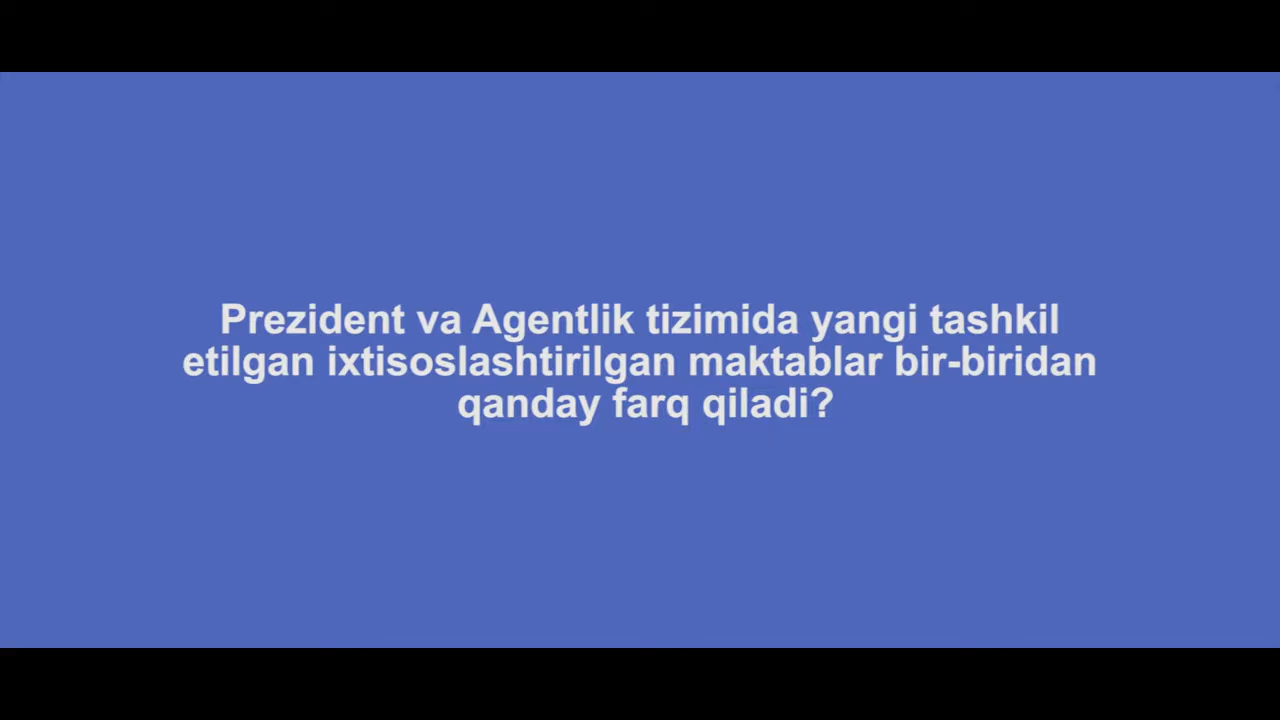 Prezident va Agentlik tizimida yangi tashkil
etilgan ixtisoslashtirilgan maktablar bir-biridan
qanday farq qiladi?